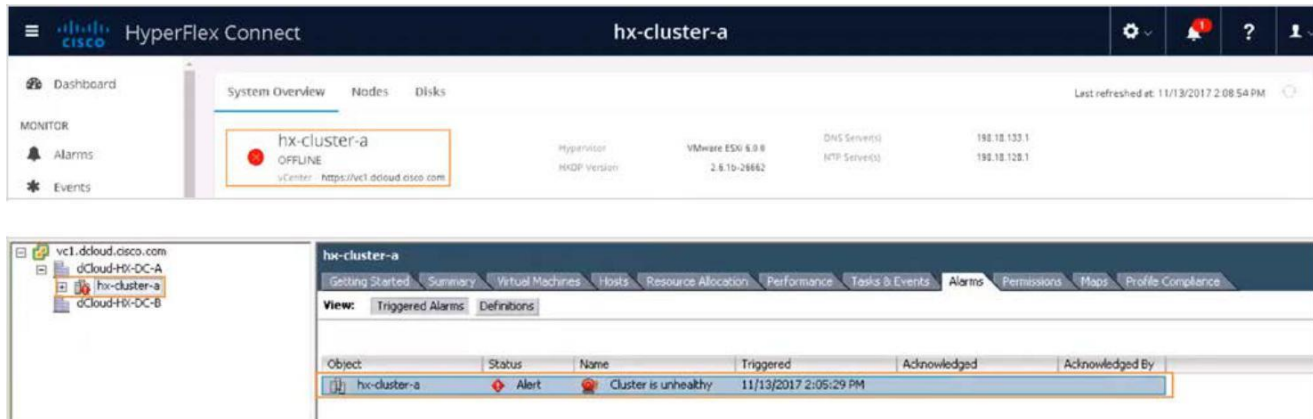 CISCO HyperFlex Connect hx-cluster-a 1 ?
Dashboard
System Overview Nodes Disks Last refreshed at: 11/13/2017 2:08:54 PM
MONITOR
Alarms
Events
hx-cluster-a
OFFLINE
vCenter https://vc1.dcloud.cisco.com
Hypervisor VMware ESXi 6.0.0
HXDP Version 2.6.1b-26662
DNS Server(s) 198.18.133.1
NTP Server(s) 198.18.128.1
vc1.dcloud.cisco.com
dCloud-HX-DC-A
hx-cluster-a
dCloud-HX-DC-B
hx-cluster-a
Getting Started Summary Virtual Machines Hosts Resource Allocation Performance Tasks & Events Alarms Permissions Maps Profile Compliance
View: Triggered Alarms Definitions
Object Status Name Triggered Acknowledged Acknowledged By
hx-cluster-a Alert Cluster is unhealthy 11/13/2017 2:05:29 PM